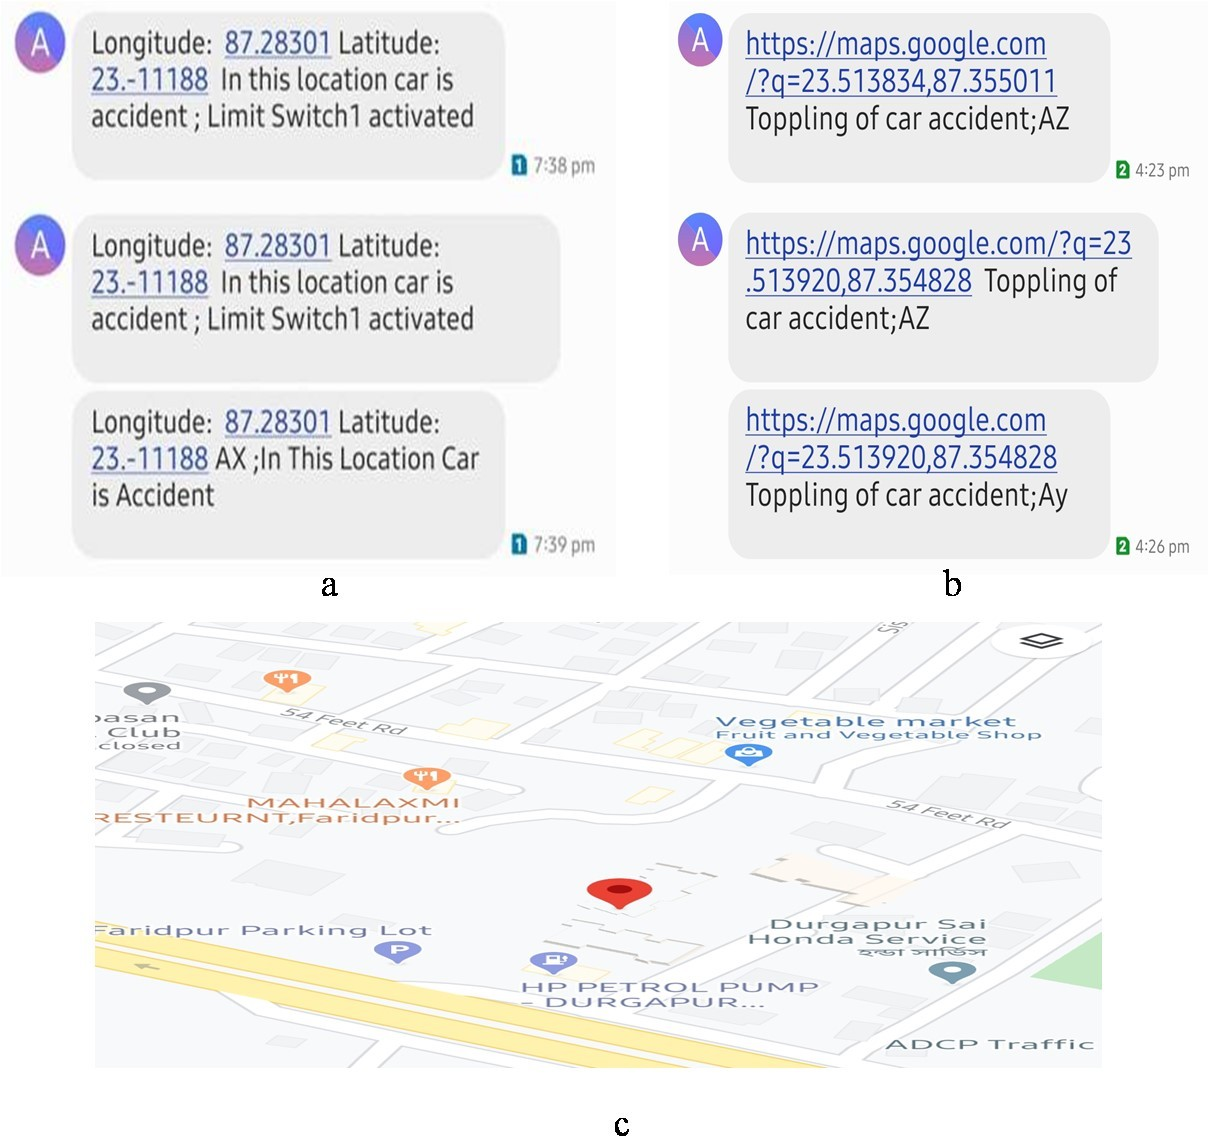 A
Longitude: 87.28301 Latitude:
23.-11188 In this location car is
accident ; Limit Switch1 activated
1 7:38 pm
A
Longitude: 87.28301 Latitude:
23.-11188 In this location car is
accident ; Limit Switch1 activated
Longitude: 87.28301 Latitude:
23.-11188 AX ;In This Location Car
is Accident
1 7:39 pm
a
A
https://maps.google.com
/?q=23.513834,87.355011
Toppling of car accident;AZ
2 4:23 pm
A
https://maps.google.com/?q=23
.513920,87.354828 Toppling of
car accident;AZ
https://maps.google.com
/?q=23.513920,87.354828
Toppling of car accident;Ay
2 4:26 pm
b
Sis
pasan
Club
closed
54 Feet Rd
Vegetable market
Fruit and Vegetable Shop
MAHALAXMI
RESTEURNT,Faridpur...
54 Feet Rd
Faridpur Parking Lot
P
Durgapur Sai
Honda Service
হন্ডা সার্ভিস
HP PETROL PUMP
- DURGAPUR...
ADCP Traffic
c